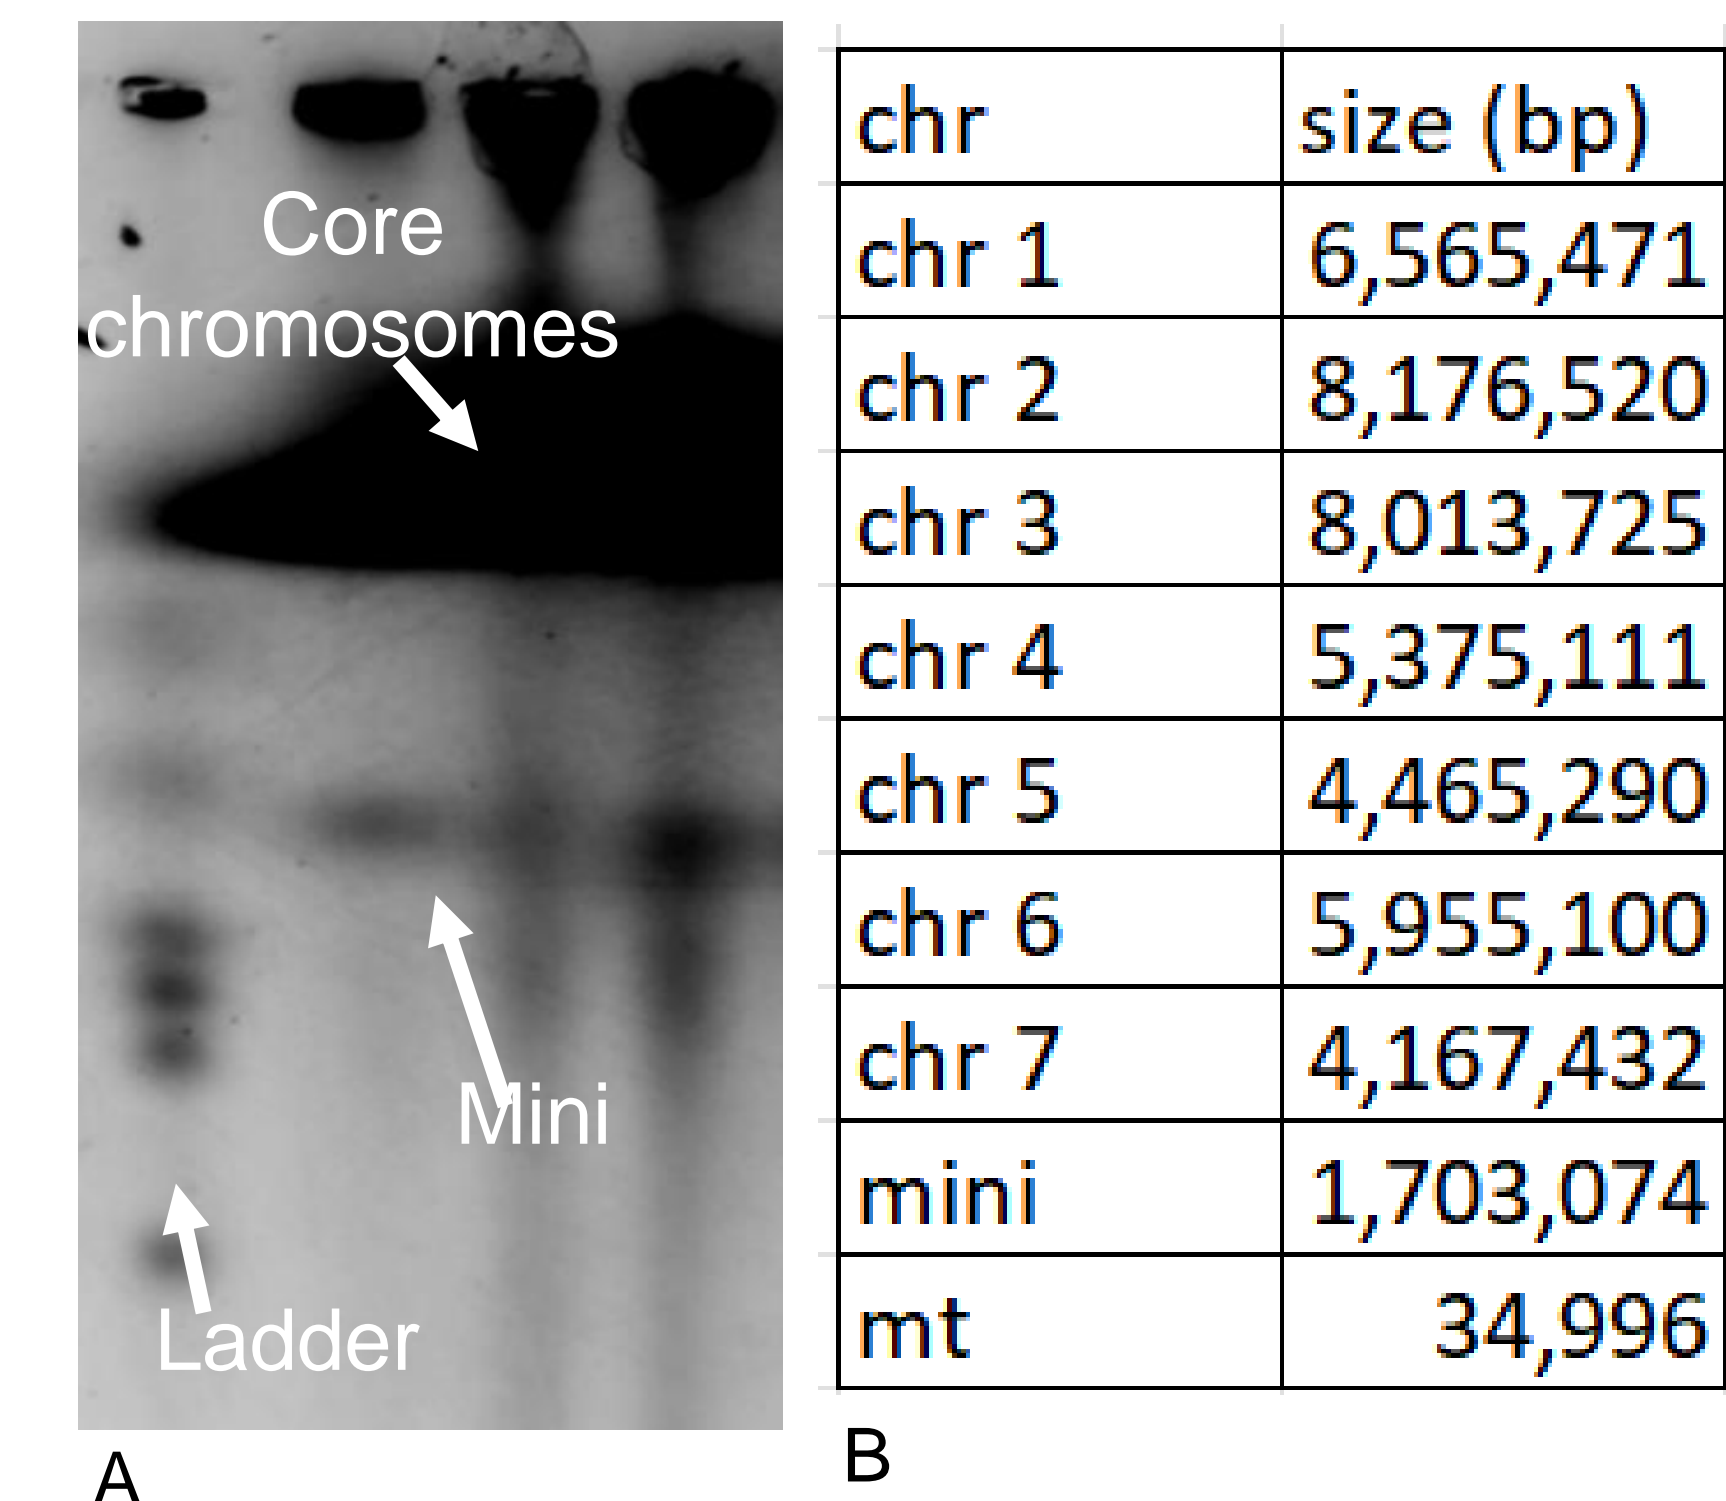 Core
chromosomes
Mini
Ladder
A
chr size (bp)
chr 1 6,565,471
chr 2 8,176,520
chr 3 8,013,725
chr 4 5,375,111
chr 5 4,465,290
chr 6 5,955,100
chr 7 4,167,432
mini 1,703,074
mt 34,996
B